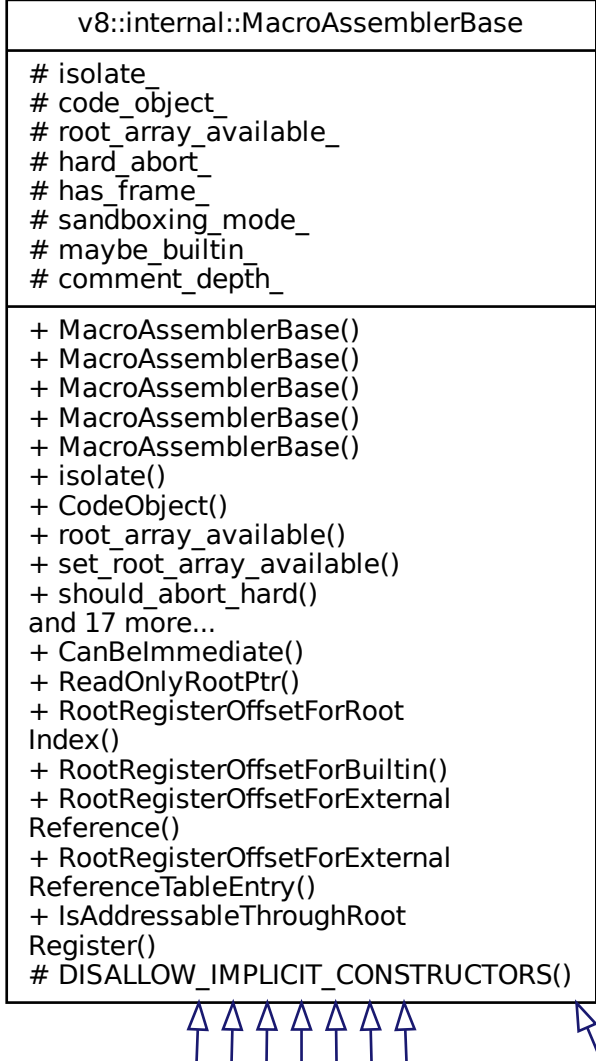 v8::internal::MacroAssemblerBase
# isolate_
# code_object_
# root_array_available_
# hard_abort_
# has_frame_
# sandboxing_mode_
# maybe_builtin_
# comment_depth_
+ MacroAssemblerBase()
+ MacroAssemblerBase()
+ MacroAssemblerBase()
+ MacroAssemblerBase()
+ MacroAssemblerBase()
+ isolate()
+ CodeObject()
+ root_array_available()
+ set_root_array_available()
+ should_abort_hard()
and 17 more...
+ CanBeImmediate()
+ ReadOnlyRootPtr()
+ RootRegisterOffsetForRoot
Index()
+ RootRegisterOffsetForBuiltin()
+ RootRegisterOffsetForExternal
Reference()
+ RootRegisterOffsetForExternal
ReferenceTableEntry()
+ IsAddressableThroughRoot
Register()
# DISALLOW_IMPLICIT_CONSTRUCTORS()